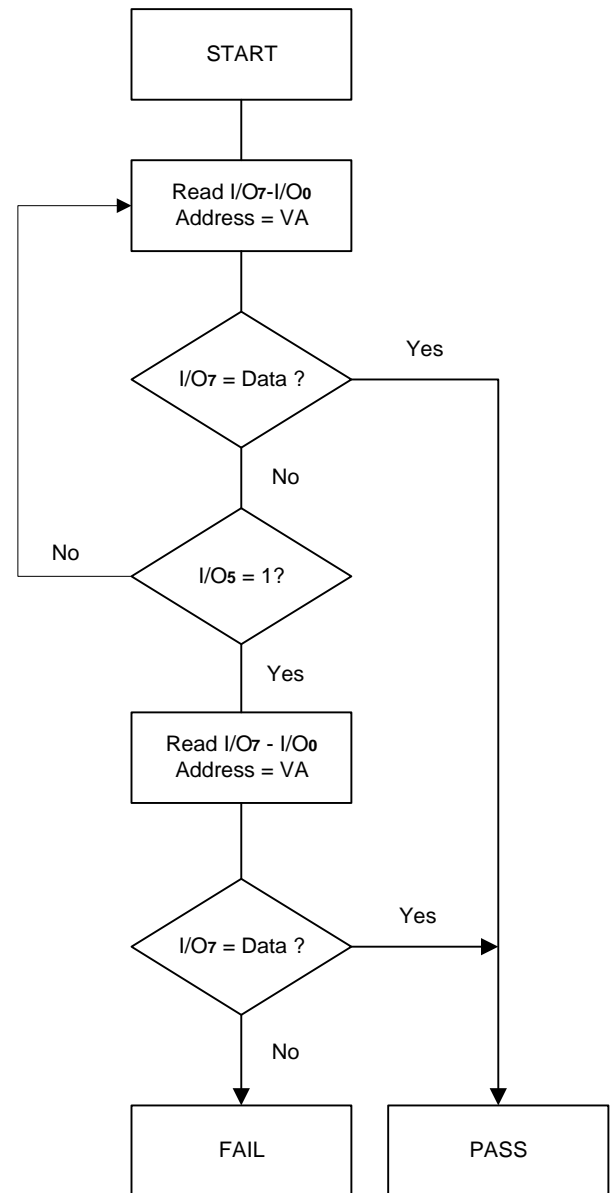 START
Read I/O7-I/O0
Address = VA
I/O7 = Data ?
Yes
No
I/O5 = 1?
No
Yes
Read I/O7 - I/O0
Address = VA
I/O7 = Data ?
Yes
No
FAIL
PASS